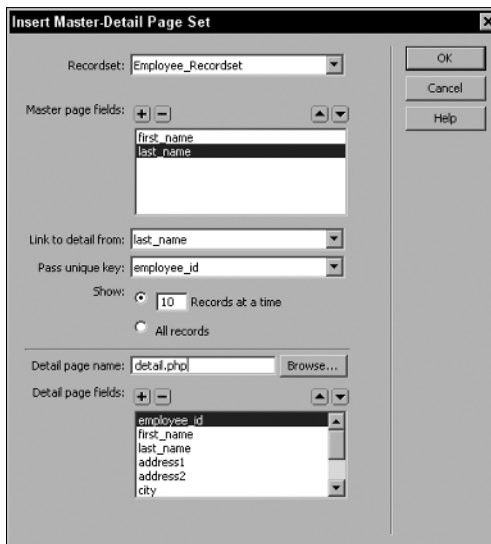 Insert Master-Detail Page Set
Recordset: Employee_Recordset
OK
Cancel
Help
Master page fields:
first_name
last_name
Link to detail from: last_name
Pass unique key: employee_id
Show: 10 Records at a time
All records
Detail page name: detail.php Browse...
Detail page fields:
employee_id
first_name
last_name
address1
address2
city